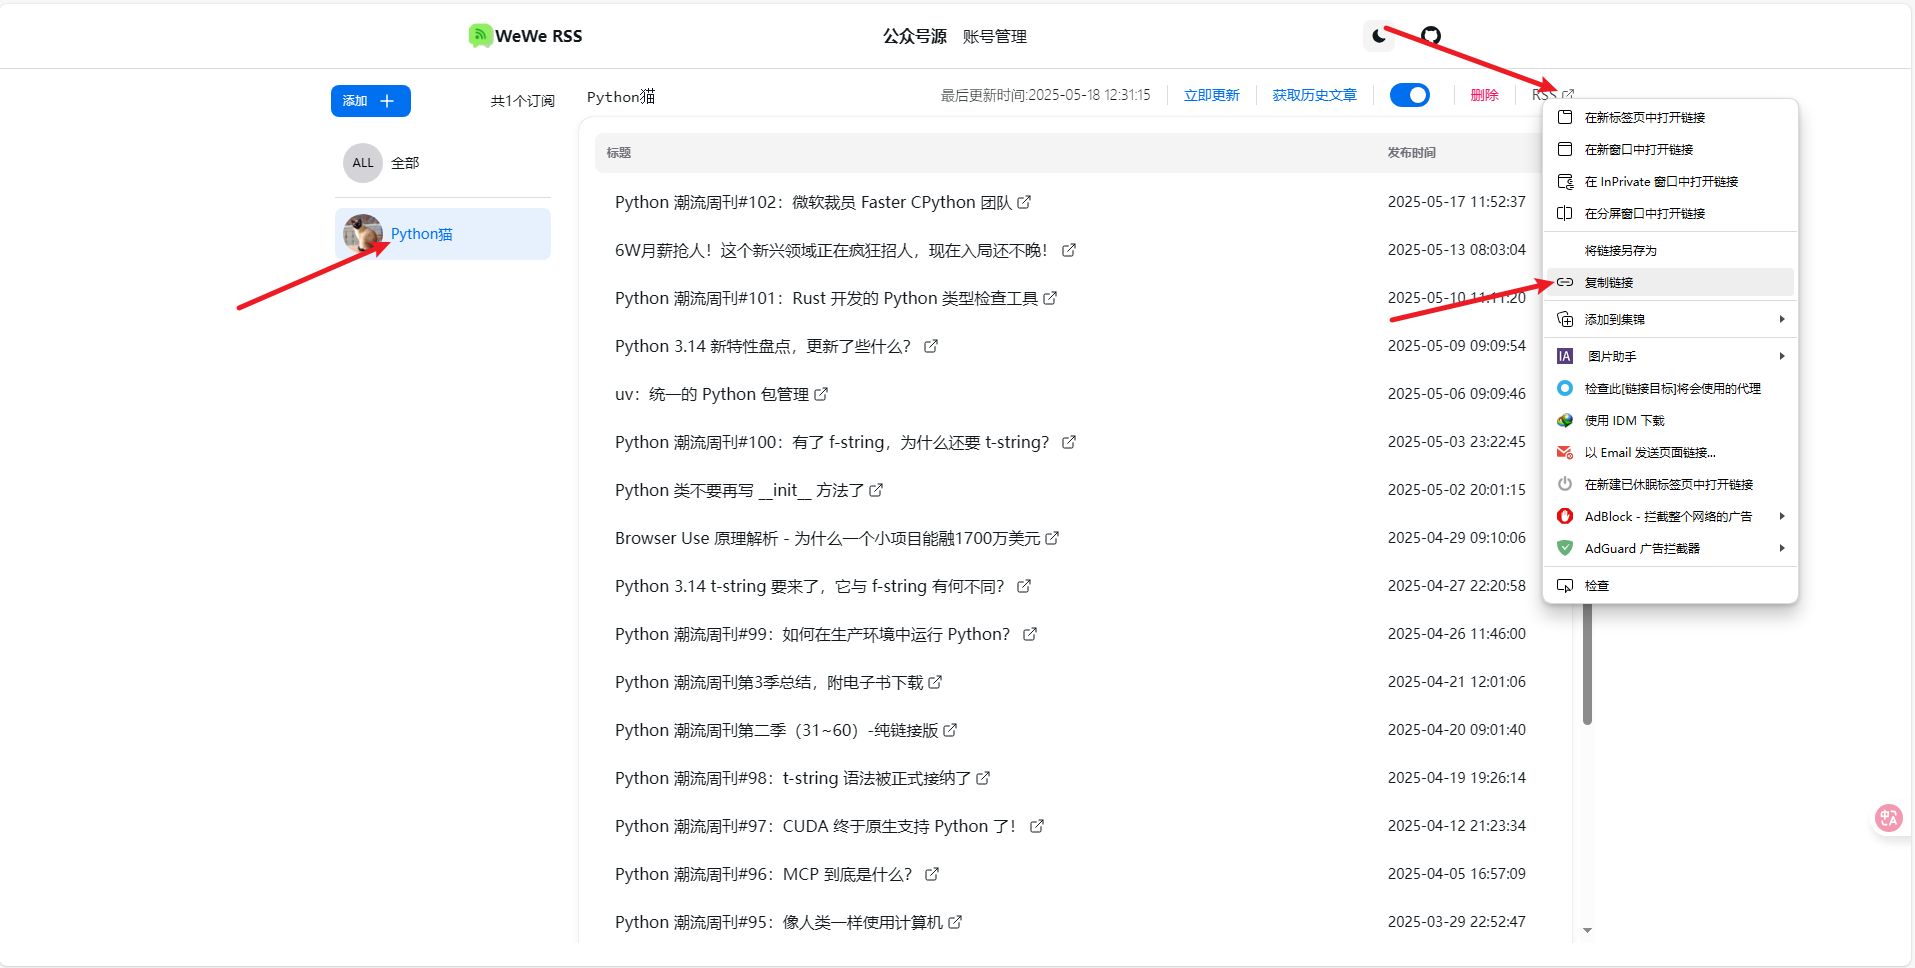 WeWe RSS
公众号源 账号管理
添加 共1个订阅
ALL 全部
Python猫
Python猫 最后更新时间:2025-05-18 12:31:15 立即更新 获取历史文章 删除 RSS
标题 发布时间
Python 潮流周刊#102：微软裁员 Faster CPython 团队 2025-05-17 11:52:37
6W月薪抢人！这个新兴领域正在疯狂招人，现在入局还不晚！ 2025-05-13 08:03:04
Python 潮流周刊#101：Rust 开发的 Python 类型检查工具 2025-05-10 11:11:20
Python 3.14 新特性盘点，更新了些什么？ 2025-05-09 09:09:54
uv：统一的 Python 包管理 2025-05-06 09:09:46
Python 潮流周刊#100：有了 f-string，为什么还要 t-string？ 2025-05-03 23:22:45
Python 类不要再写 __init__ 方法了 2025-05-02 20:01:15
Browser Use 原理解析 - 为什么一个小项目能融1700万美元 2025-04-29 09:10:06
Python 3.14 t-string 要来了，它与 f-string 有何不同？ 2025-04-27 22:20:58
Python 潮流周刊#99：如何在生产环境中运行 Python？ 2025-04-26 11:46:00
Python 潮流周刊第3季总结，附电子书下载 2025-04-21 12:01:06
Python 潮流周刊第二季（31~60）-纯链接版 2025-04-20 09:01:40
Python 潮流周刊#98：t-string 语法被正式接纳了 2025-04-19 19:26:14
Python 潮流周刊#97：CUDA 终于原生支持 Python 了！ 2025-04-12 21:23:34
Python 潮流周刊#96：MCP 到底是什么？ 2025-04-05 16:57:09
Python 潮流周刊#95：像人类一样使用计算机 2025-03-29 22:52:47
在新标签页中打开链接
在新窗口中打开链接
在 InPrivate 窗口中打开链接
在分屏窗口中打开链接
将链接另存为
复制链接
添加到集锦
IA 图片助手
检查此[链接目标]将会使用的代理
使用 IDM 下载
以 Email 发送页面链接...
在新建已休眠标签页中打开链接
AdBlock - 拦截整个网络的广告
AdGuard 广告拦截器
检查
中A